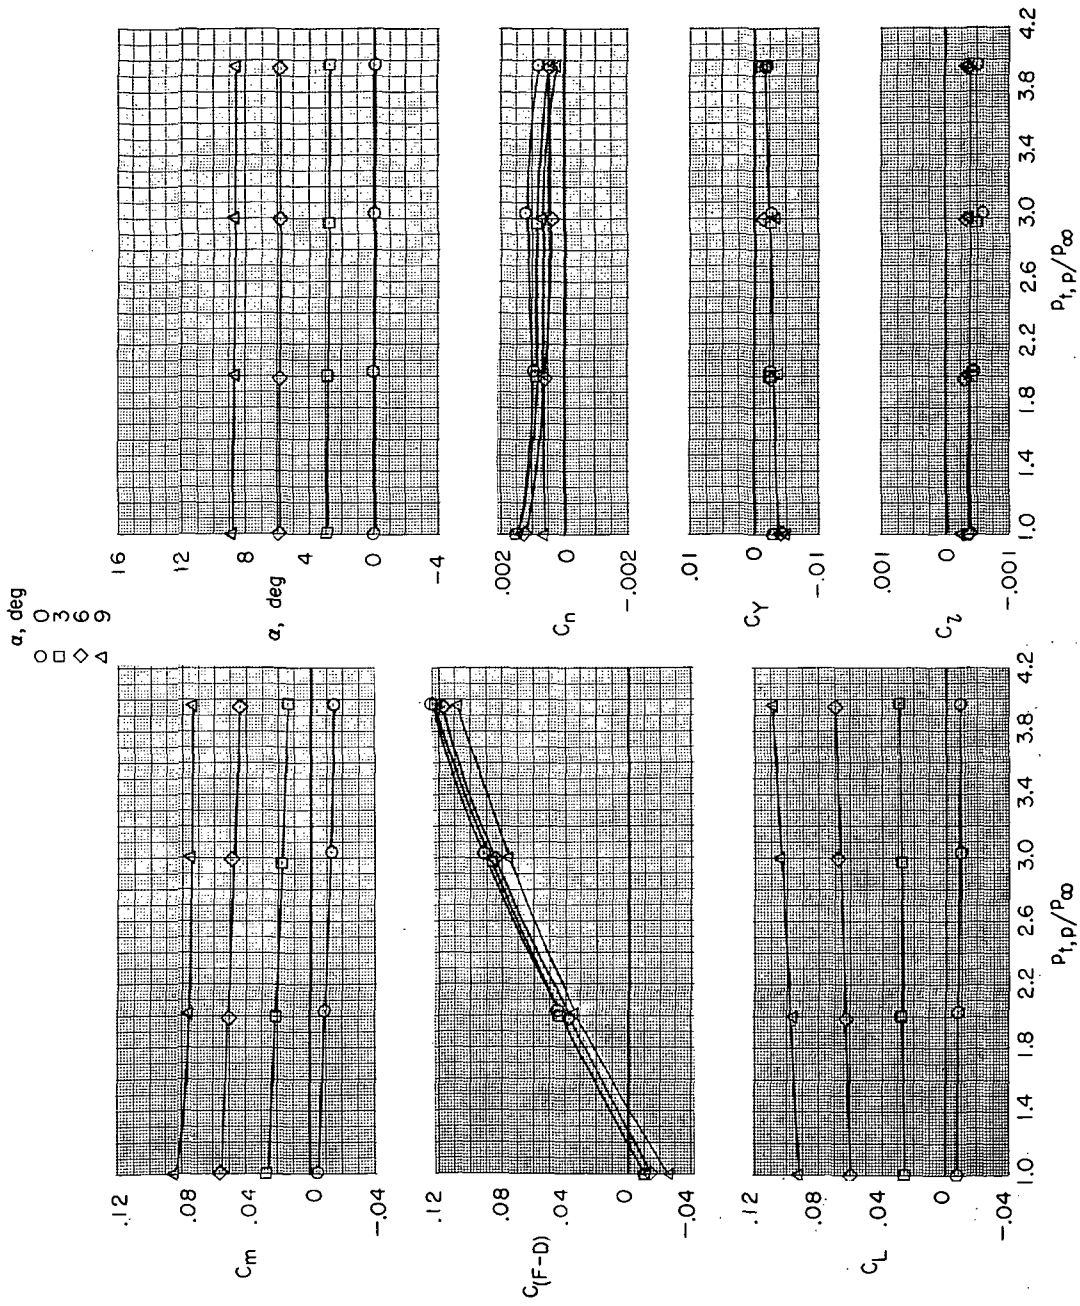 α, deg
○ 0
□ 3
◇ 6
△ 9
.12
.08
.04
0
-.04
C_m
.12
.08
.04
0
-.04
C_(F-D)
.12
.08
.04
0
-.04
C_L
1.0 1.4 1.8 2.2 2.6 3.0 3.4 3.8 4.2
p_t,p/p_∞
16
12
8
4
0
-4
α, deg
.002
0
-.002
C_n
.01
0
-.01
C_Y
.001
0
-.001
C_l
1.0 1.4 1.8 2.2 2.6 3.0 3.4 3.8 4.2
p_t,p/p_∞